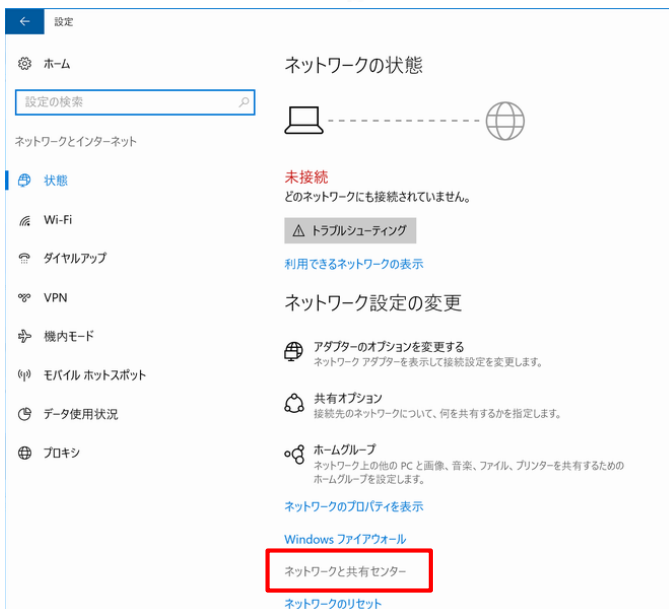 設定
ホーム
設定の検索
ネットワークとインターネット
状態
Wi-Fi
ダイヤルアップ
VPN
機内モード
モバイル ホットスポット
データ使用状況
プロキシ
ネットワークの状態
未接続
どのネットワークにも接続されていません。
トラブルシューティング
利用できるネットワークの表示
ネットワーク設定の変更
アダプターのオプションを変更する
ネットワーク アダプターを表示して接続設定を変更します。
共有オプション
接続先のネットワークについて、何を共有するかを指定します。
ホームグループ
ネットワーク上の他の PC と画像、音楽、ファイル、プリンターを共有するための
ホームグループを設定します。
ネットワークのプロパティを表示
Windows ファイアウォール
ネットワークと共有センター
ネットワークのリセット